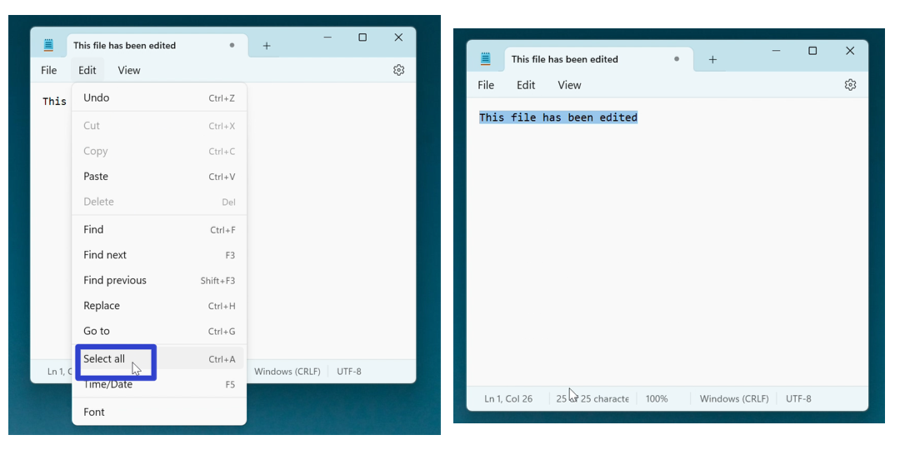 This file has been edited
File Edit View
This
Undo Ctrl+Z
Cut Ctrl+X
Copy Ctrl+C
Paste Ctrl+V
Delete Del
Find Ctrl+F
Find next F3
Find previous Shift+F3
Replace Ctrl+H
Go to Ctrl+G
Select all Ctrl+A
Time/Date F5
Font
Ln 1, C Windows (CRLF) UTF-8
This file has been edited
File Edit View
This file has been edited
Ln 1, Col 26 25 25 characte 100% Windows (CRLF) UTF-8